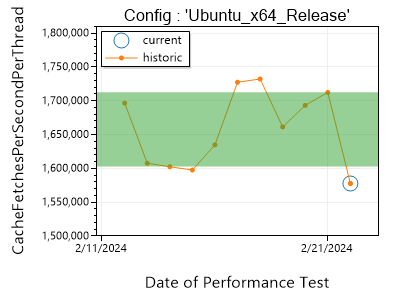 Config : 'Ubuntu_x64_Release'
CacheFetchesPerSecondPerThread
1,800,000
1,750,000
1,700,000
1,650,000
1,600,000
1,550,000
1,500,000
current
historic
2/11/2024
2/21/2024
Date of Performance Test